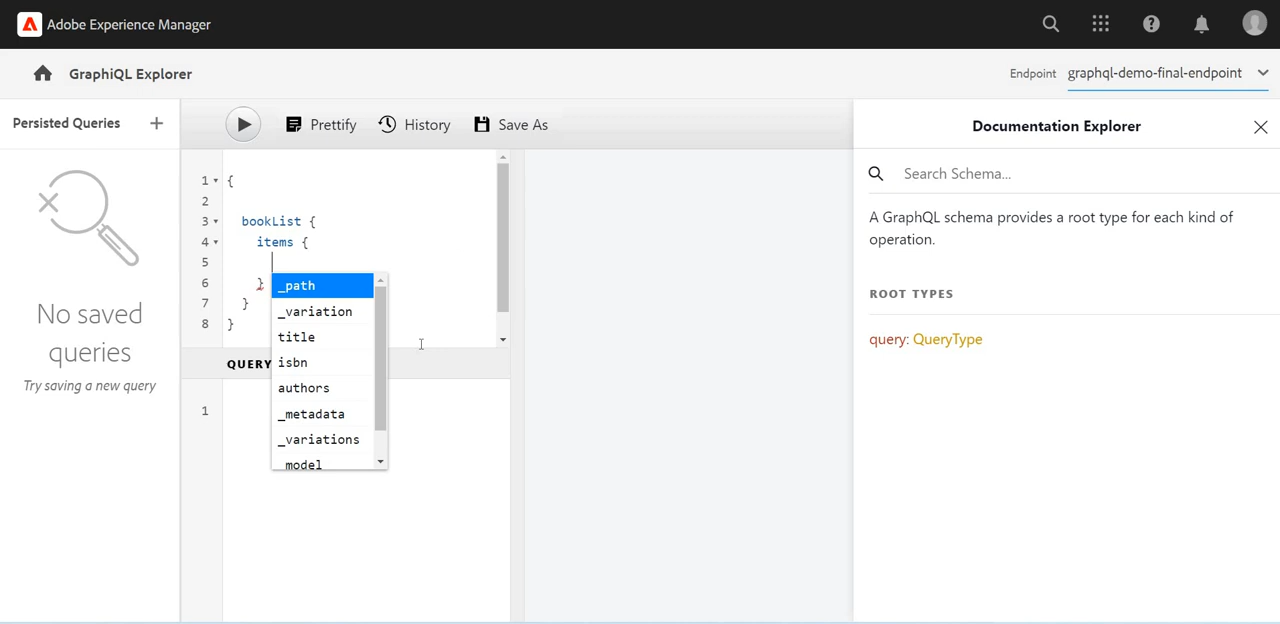 Adobe Experience Manager
GraphiQL Explorer
Endpoint graphql-demo-final-endpoint
Persisted Queries +
No saved
queries
Try saving a new query
Prettify History Save As
1 {
2
3 bookList {
4 items {
5
6 }
7 }
8 }
_path
_variation
title
isbn
authors
_metadata
_variations
_model
QUERY
1
Documentation Explorer
Search Schema...
A GraphQL schema provides a root type for each kind of
operation.
ROOT TYPES
query: QueryType